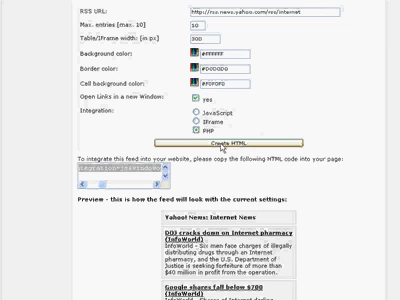 RSS URL: http://rss.news.yahoo.com/rss/internet
Max. entries [max. 10] 10
Table/IFrame width: [in px] 300
Background color: #FFFFFF
Border color: #D0D0D0
Cell background color: #F0F0F0
Open Links in a new Window: yes
Integration: JavaScript
IFrame
PHP
Create HTML
To integrate this feed into your website, please copy the following HTML code into your page:
Preview - this is how the feed will look with the current settings:
Yahoo! News: Internet News
DOJ cracks down on Internet pharmacy
(InfoWorld)
InfoWorld - Six men face charges of illegally
distributing drugs through an Internet
pharmacy, and the U.S. Department of
Justice is seeking forfeiture of more than
$40 million in profit from the operation.
Google shares fall below $700
(InfoWorld)
InfoWorld - Shares of Internet